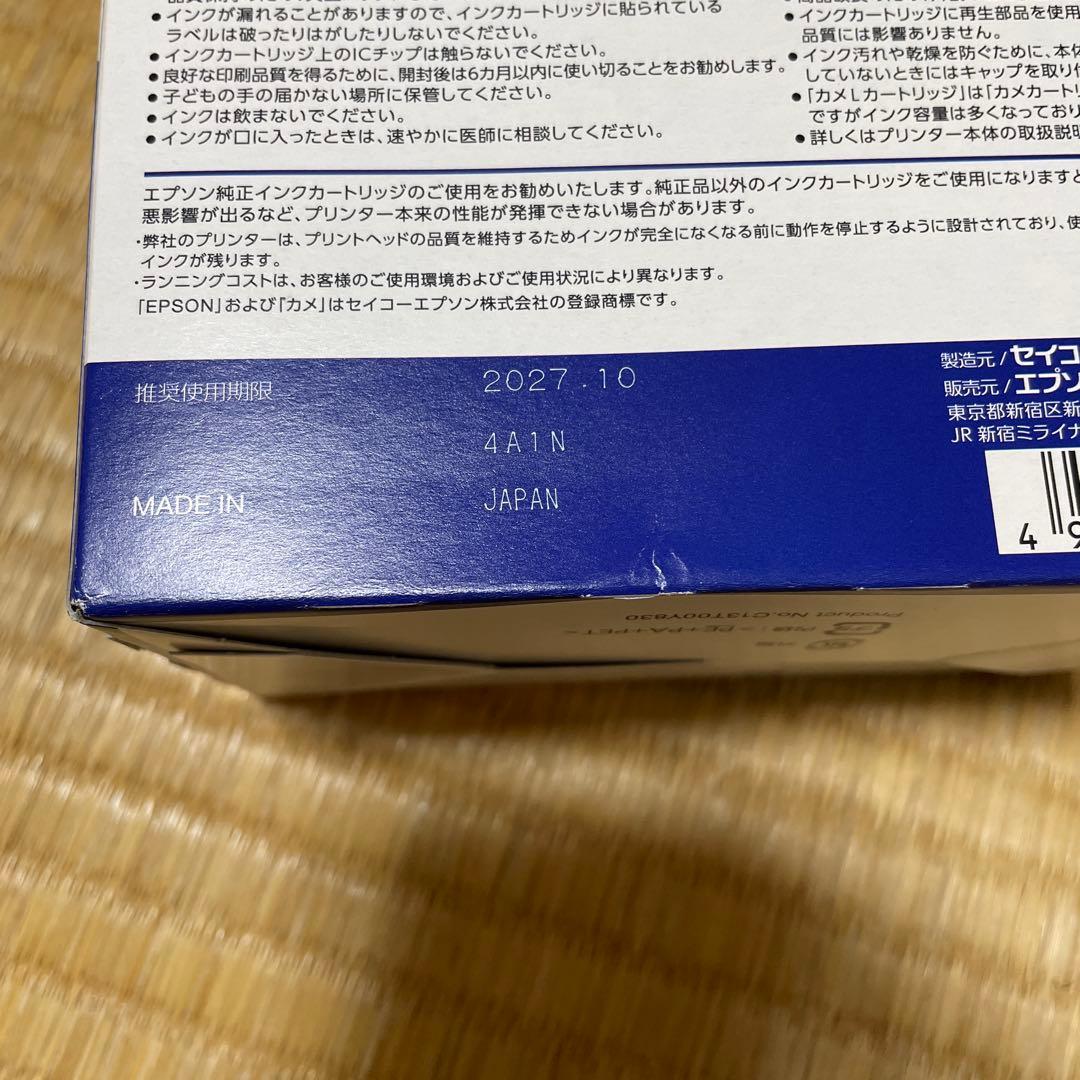 インクが漏れることがありますので、インクカートリッジに貼られている
ラベルは破ったりはがしたりしないでください。
●インクカートリッジ上のICチップは触らないでください。
●良好な印刷品質を得るために、開封後は6カ月以内に使い切ることをお勧めします。
●子どもの手の届かない場所に保管してください。
●インクは飲まないでください。
●インクが口に入ったときは、速やかに医師に相談してください。
●インクカートリッジに再生部品を使用
品質には影響ありません。
●インク汚れや乾燥を防ぐために、本体
していないときにはキャップを取り付
●「カメLカートリッジ」は「カメカートリ
ですがインク容量は多くなっており
●詳しくはプリンター本体の取扱説明
エプソン純正インクカートリッジのご使用をお勧めいたします。純正品以外のインクカートリッジをご使用になりますと
悪影響が出るなど、プリンター本来の性能が発揮できない場合があります。
・弊社のプリンターは、プリントヘッドの品質を維持するためインクが完全になくなる前に動作を停止するように設計されており、使
インクが残ります。
・ランニングコストは、お客様のご使用環境およびご使用状況により異なります。
「EPSON」および「カメ」はセイコーエプソン株式会社の登録商標です。
推奨使用期限 2027.10
4A1N
MADE IN JAPAN
製造元/セイコ
販売元/エプソ
東京都新宿区新
JR 新宿ミライナ
4 9
Product No.C13T00Y830
内袋:>PE+PA+PET<